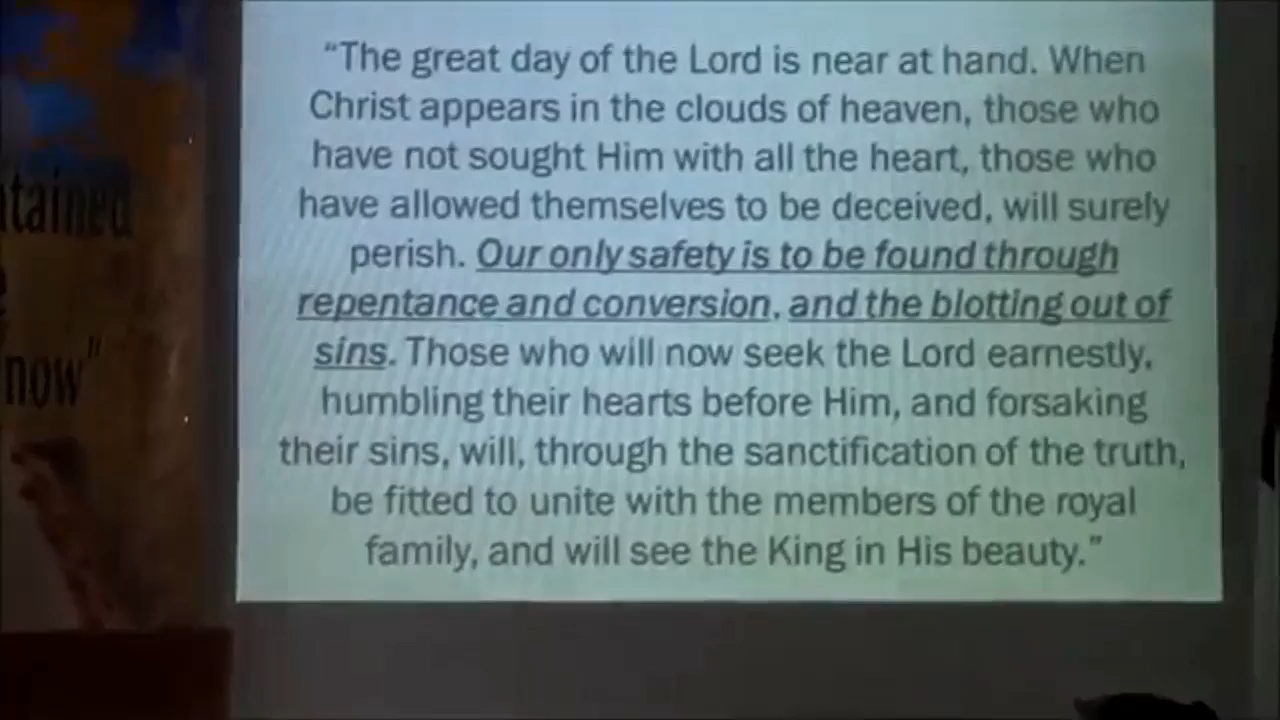 ntained
now"
"The great day of the Lord is near at hand. When
Christ appears in the clouds of heaven, those who
have not sought Him with all the heart, those who
have allowed themselves to be deceived, will surely
perish. Our only safety is to be found through
repentance and conversion, and the blotting out of
sins. Those who will now seek the Lord earnestly,
humbling their hearts before Him, and forsaking
their sins, will, through the sanctification of the truth,
be fitted to unite with the members of the royal
family, and will see the King in His beauty."